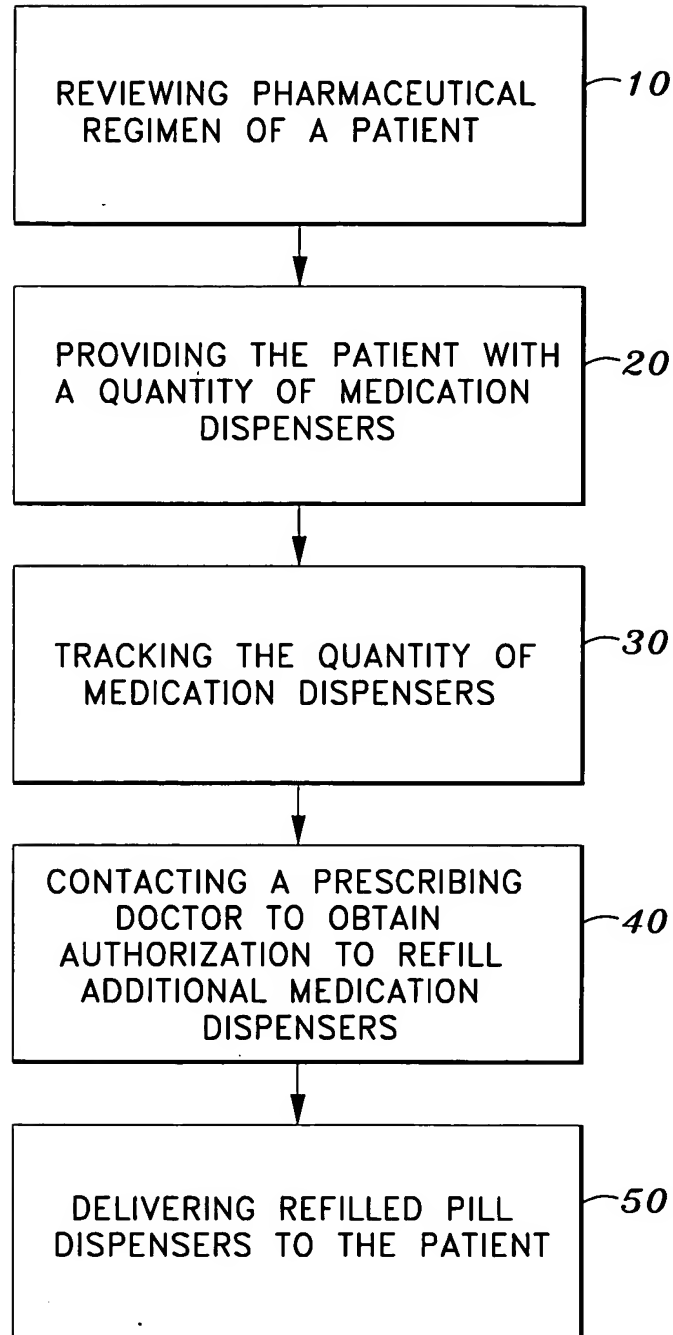 REVIEWING PHARMACEUTICAL
REGIMEN OF A PATIENT
10
PROVIDING THE PATIENT WITH
A QUANTITY OF MEDICATION
DISPENSERS
20
TRACKING THE QUANTITY OF
MEDICATION DISPENSERS
30
CONTACTING A PRESCRIBING
DOCTOR TO OBTAIN
AUTHORIZATION TO REFILL
ADDITIONAL MEDICATION
DISPENSERS
40
DELIVERING REFILLED PILL
DISPENSERS TO THE PATIENT
50